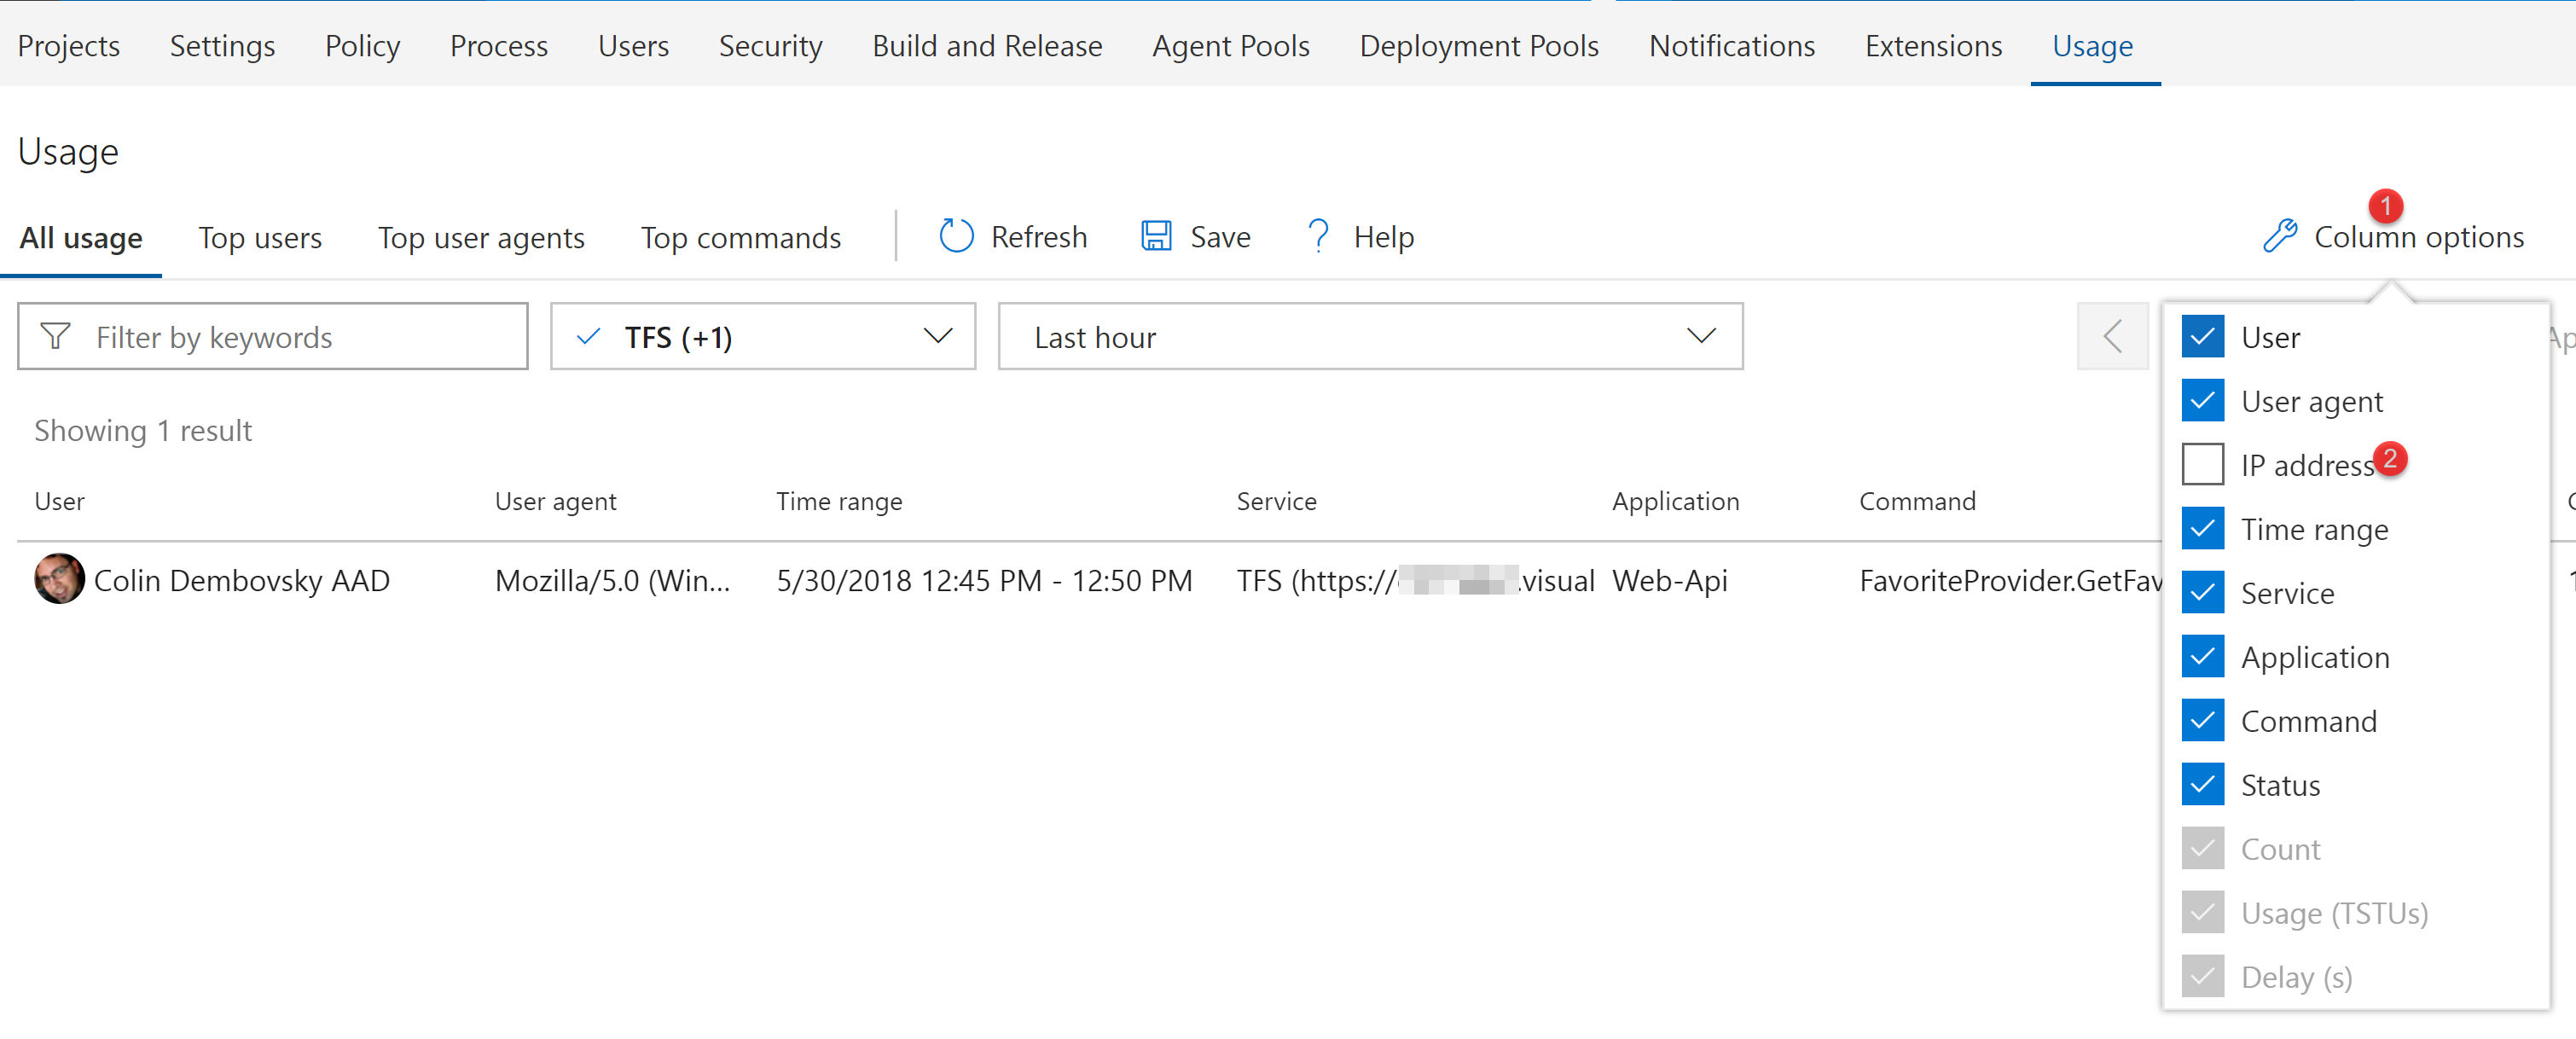 Projects Settings Policy Process Users Security Build and Release Agent Pools Deployment Pools Notifications Extensions Usage
Usage
All usage Top users Top user agents Top commands Refresh Save ? Help 1 Column options
Filter by keywords TFS (+1) Last hour
User
User agent
IP address 2
Time range
Service
Application
Command
Status
Count
Usage (TSTUs)
Delay (s)
Showing 1 result
User User agent Time range Service Application Command
Colin Dembovsky AAD Mozilla/5.0 (Win... 5/30/2018 12:45 PM - 12:50 PM TFS (https:// .visual Web-Api FavoriteProvider.GetFav